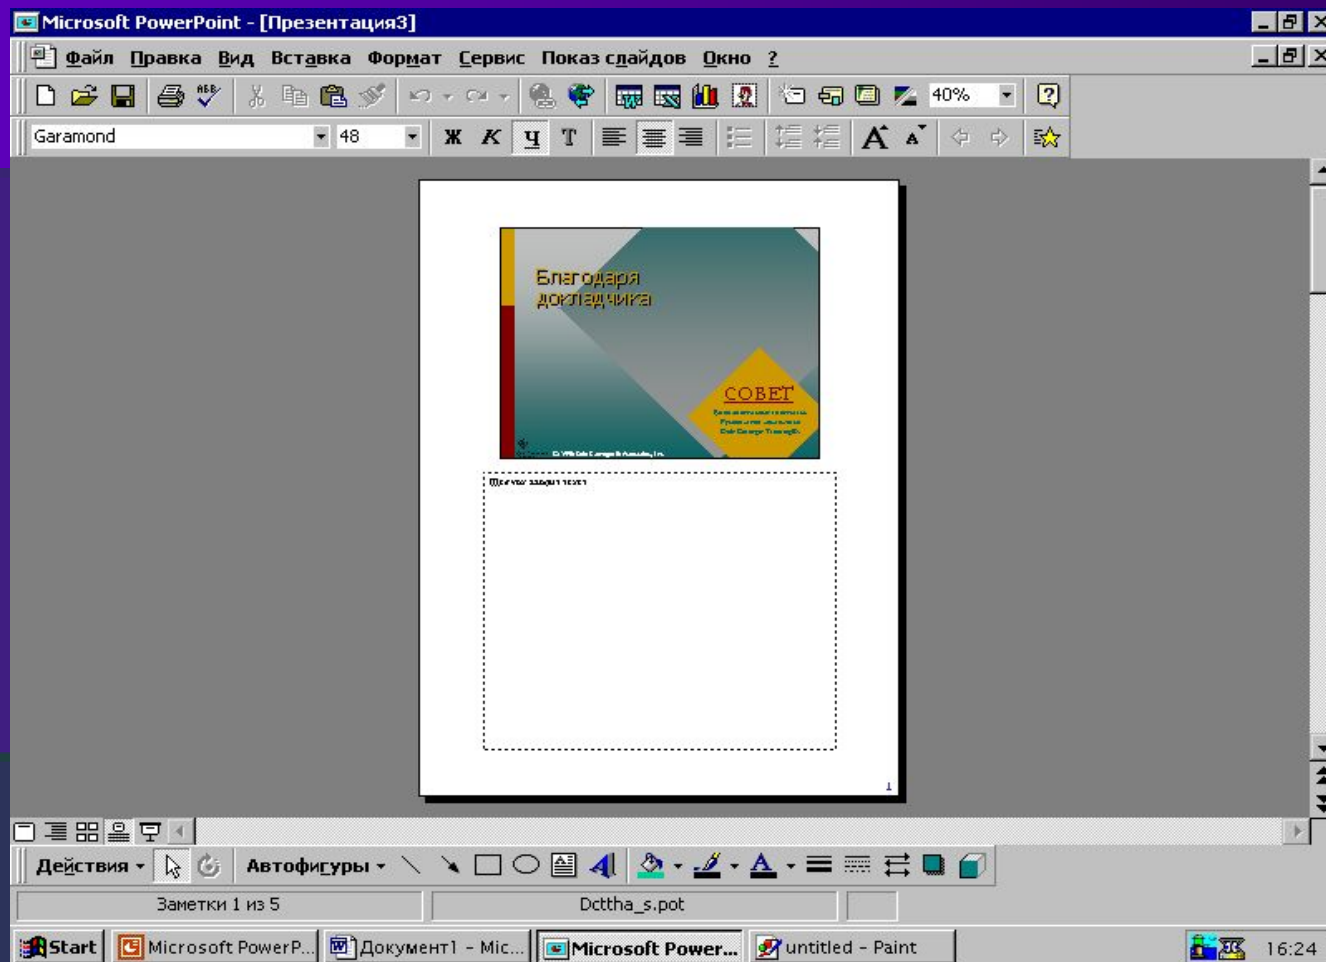 Microsoft PowerPoint - [Презентация3]
Файл Правка Вид Вставка Формат Сервис Показ слайдов Окно ?
40%
Garamond 48 Ж К Ч Т
Благодаря
докладчика
СОВЕТ
1
Действия Автофигуры
Заметки 1 из 5 Dcttha_s.pot
Start Microsoft PowerP... Документ1 - Mic... Microsoft Power... untitled - Paint 16:24